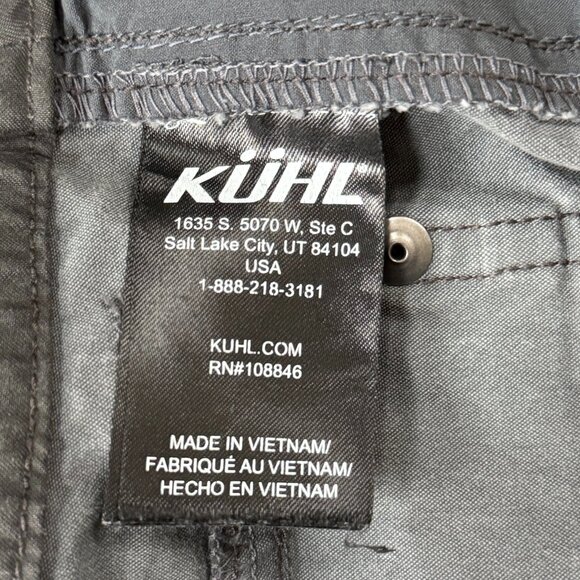 KÜHL
1635 S. 5070 W, Ste C
Salt Lake City, UT 84104
USA
1-888-218-3181
KUHL.COM
RN#108846
MADE IN VIETNAM/
FABRIQUÉ AU VIETNAM/
HECHO EN VIETNAM